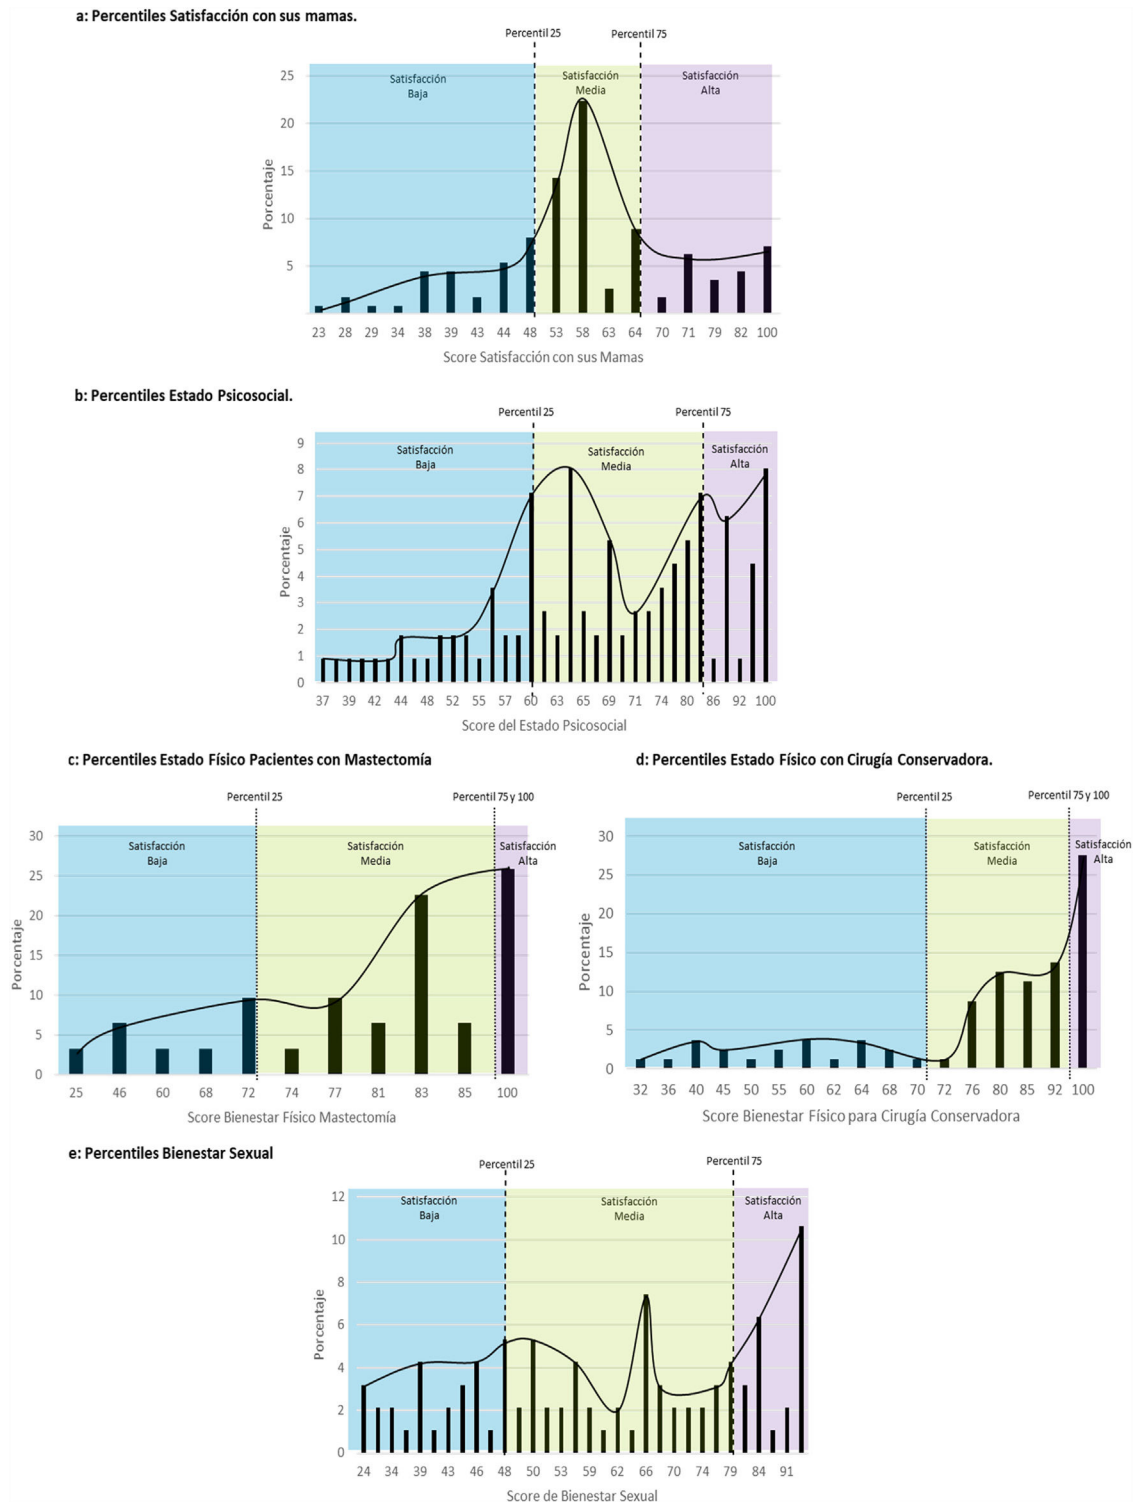 a: Percentiles Satisfacción con sus mamas.
Percentil 25
Percentil 75
Satisfacción
Baja
Satisfacción
Media
Satisfacción
Alta
Porcentaje
25
20
15
10
5
23 28 29 34 38 39 43 44 48 53 58 63 64 70 71 79 82 100
Score Satisfacción con sus Mamas
b: Percentiles Estado Psicosocial.
Percentil 25
Percentil 75
Satisfacción
Baja
Satisfacción
Media
Satisfacción
Alta
Porcentaje
9
8
7
6
5
4
3
2
1
0
37 39 42 44 48 52 55 57 60 63 65 69 71 74 80 86 92 100
Score del Estado Psicosocial
c: Percentiles Estado Físico Pacientes con Mastectomía
Percentil 25
Percentil 75 y 100
Satisfacción
Baja
Satisfacción
Media
Satisfacción
Alta
Porcentaje
30
25
20
15
10
5
0
25 46 60 68 72 74 77 81 83 85 100
Score Bienestar Físico Mastectomía
d: Percentiles Estado Físico con Cirugía Conservadora.
Percentil 25
Percentil 75 y 100
Satisfacción
Baja
Satisfacción
Media
Satisfacción
Alta
Porcentaje
30
25
20
15
10
5
0
32 36 40 45 50 55 60 62 64 68 70 72 76 80 85 92 100
Score Bienestar Físico para Cirugía Conservadora
e: Percentiles Bienestar Sexual
Percentil 25
Percentil 75
Satisfacción
Baja
Satisfacción
Media
Satisfacción
Alta
Porcentaje
12
10
8
6
4
2
0
24 34 39 43 46 48 50 53 59 62 66 70 74 79 84 91
Score de Bienestar Sexual